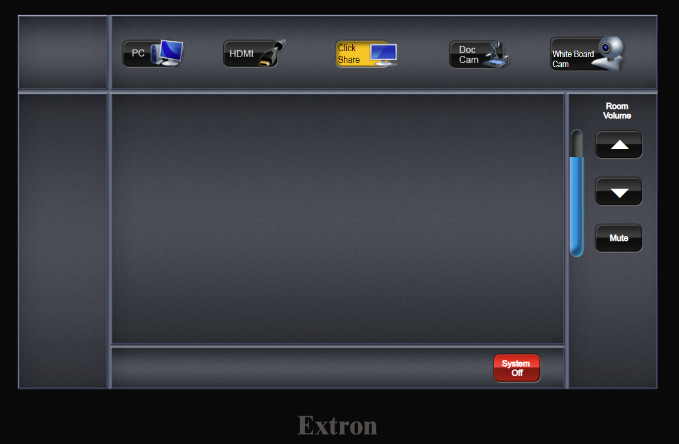 PC
HDMI
Click
Share
Doc
Cam
White Board
Cam
Room
Volume
Mute
System
Off
Extron